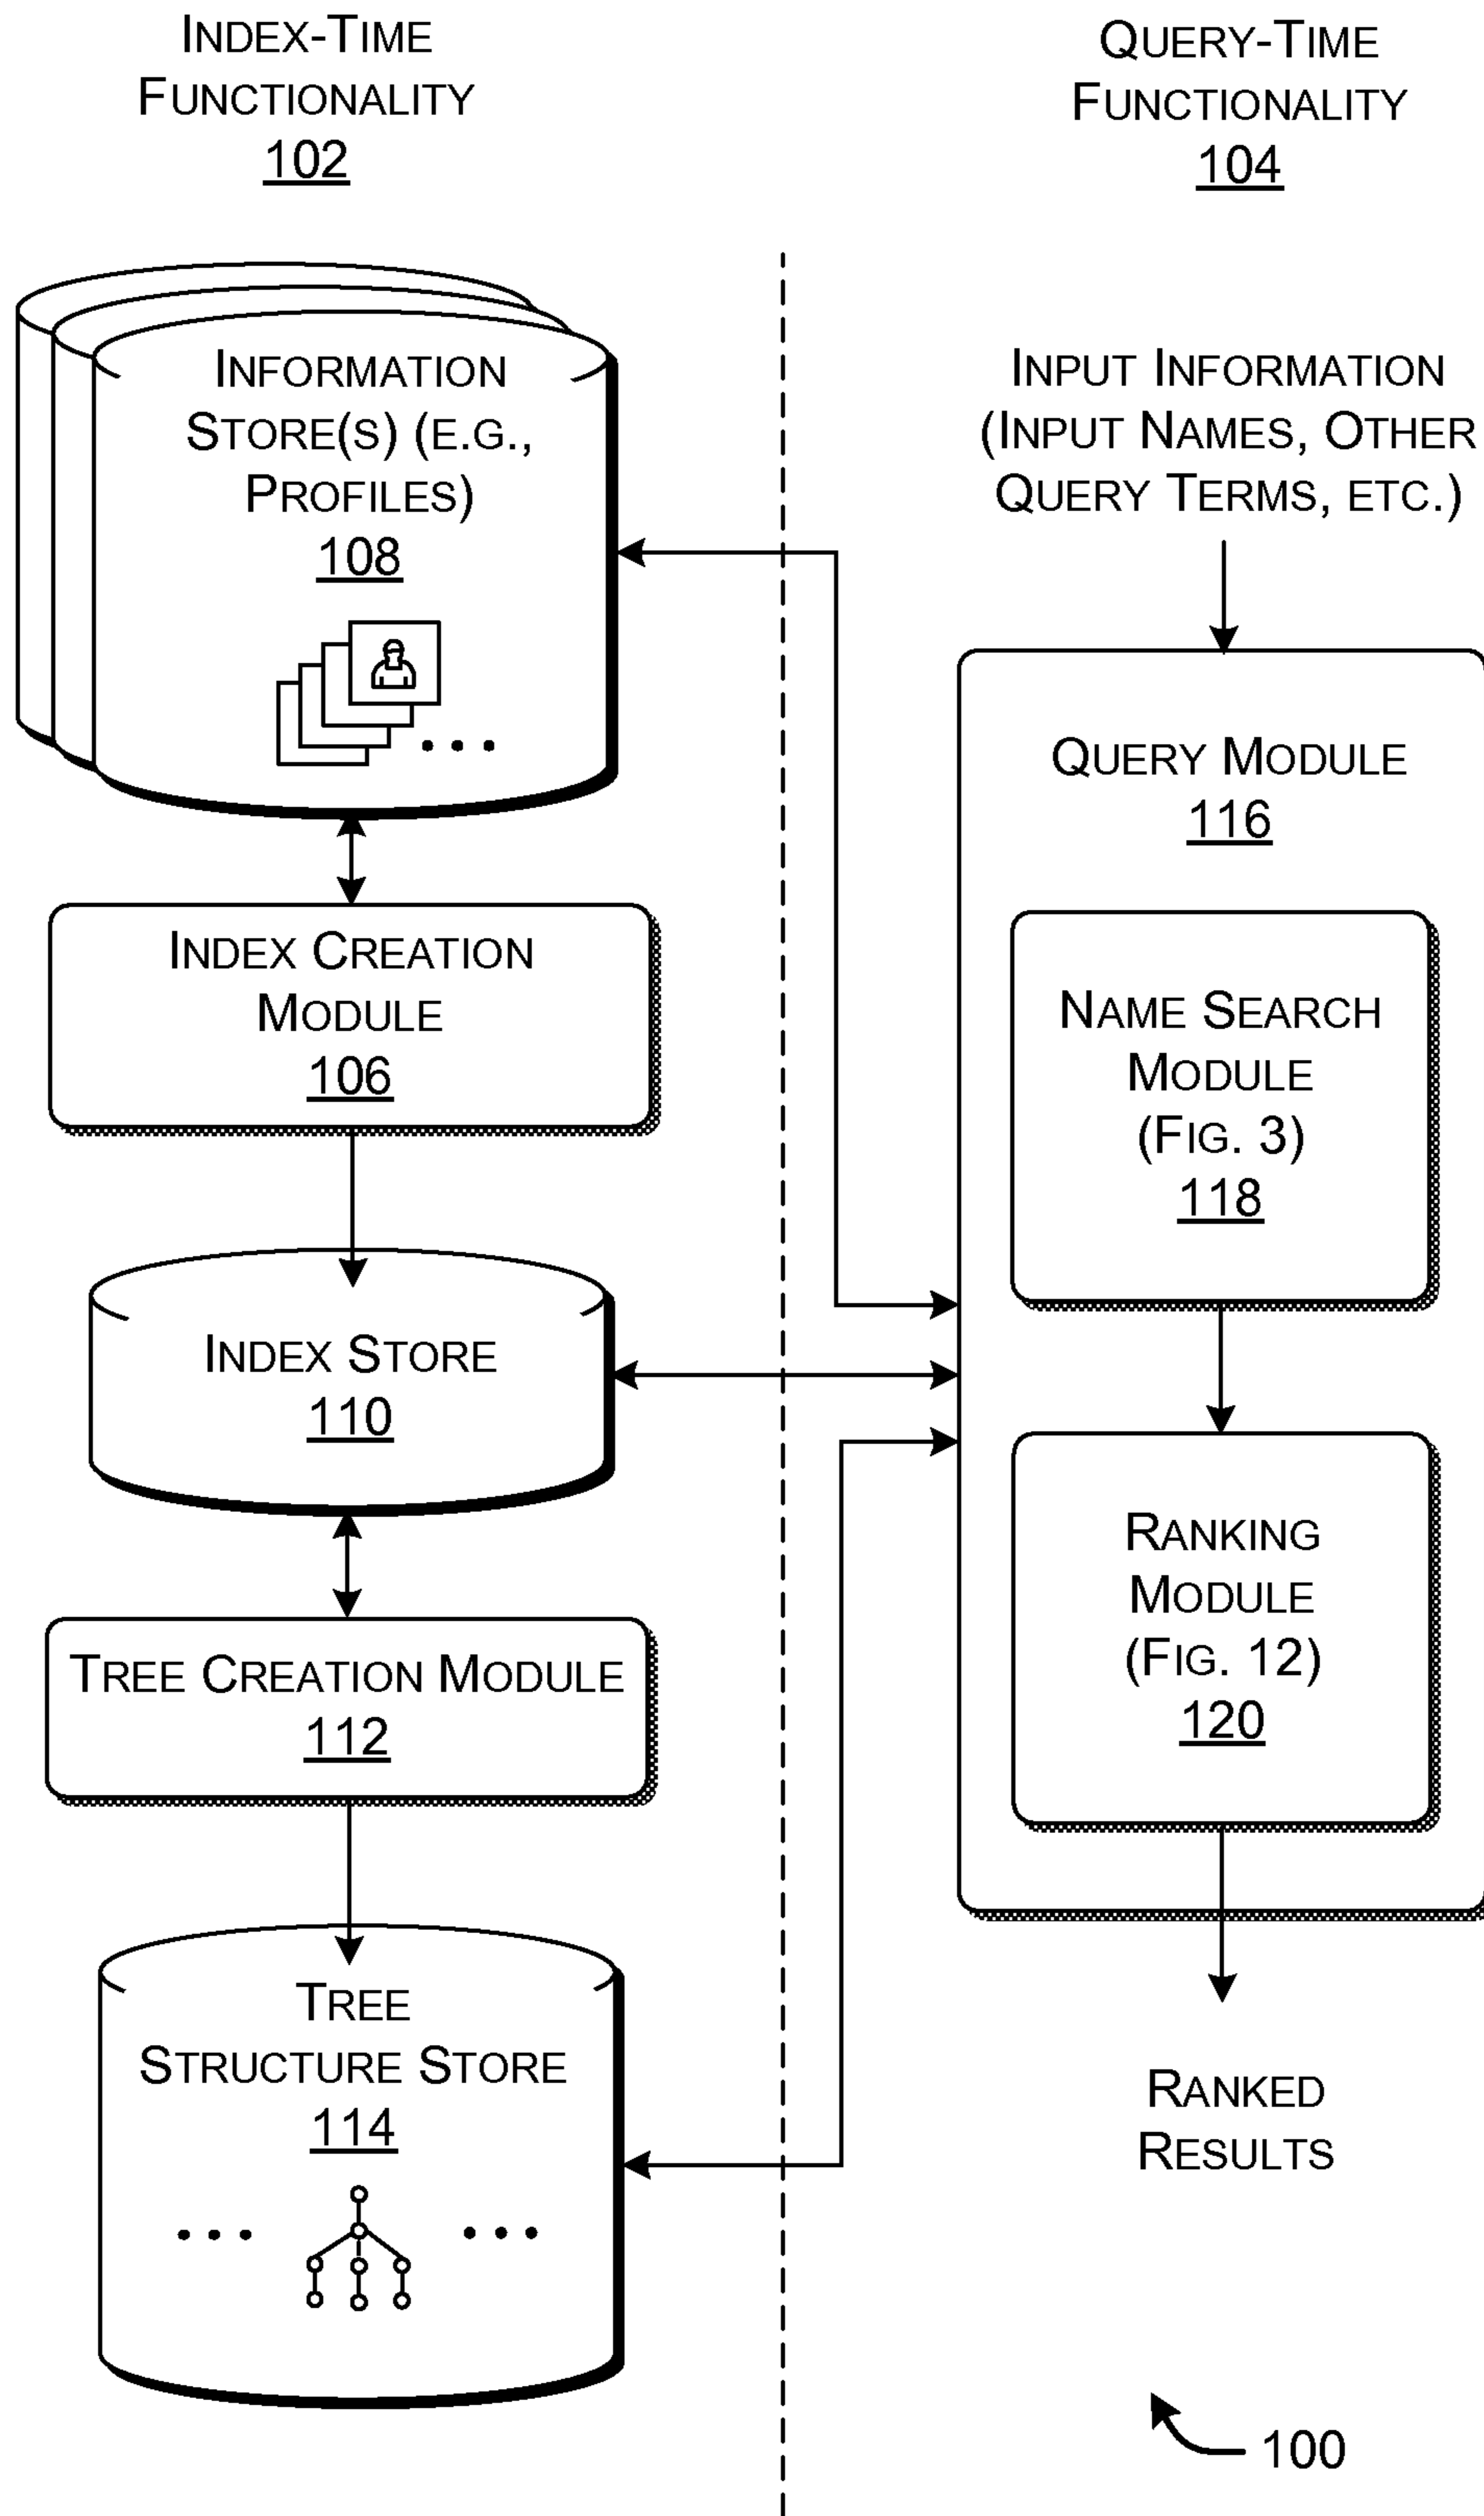 INDEX-TIME
FUNCTIONALITY
102
INFORMATION
STORE(S) (E.G.,
PROFILES)
108
INDEX CREATION
MODULE
106
INDEX STORE
110
TREE CREATION MODULE
112
TREE
STRUCTURE STORE
114
QUERY-TIME
FUNCTIONALITY
104
INPUT INFORMATION
(INPUT NAMES, OTHER
QUERY TERMS, ETC.)
QUERY MODULE
116
NAME SEARCH
MODULE
(FIG. 3)
118
RANKING
MODULE
(FIG. 12)
120
RANKED
RESULTS
100